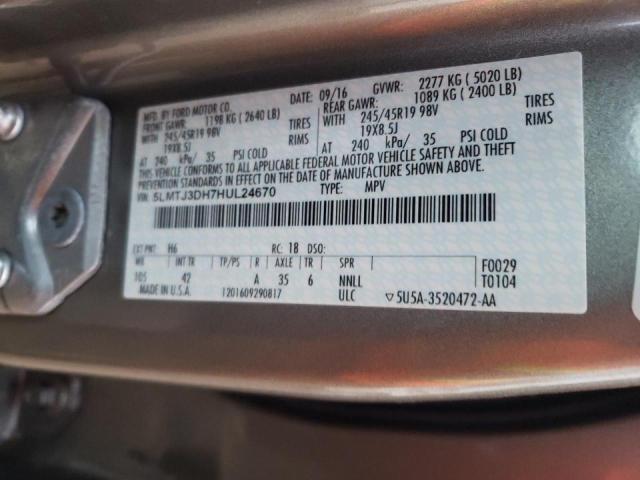 MFD. BY FORD MOTOR CO. DATE: 09/16 GVWR: 2277 KG ( 5020 LB)
FRONT GAWR: 1198 KG ( 2640 LB) REAR GAWR: 1089 KG ( 2400 LB)
WITH 245/45R19 98V TIRES WITH 245/45R19 98V TIRES
19X8.5J RIMS 19X8.5J RIMS
AT 240 kPa/ 35 PSI COLD AT 240 kPa/ 35 PSI COLD
THIS VEHICLE CONFORMS TO ALL APPLICABLE FEDERAL MOTOR VEHICLE SAFETY AND THEFT
PREVENTION STANDARDS IN EFFECT ON THE DATE OF MANUFACTURE SHOWN ABOVE.
VIN: 5LMTJ3DH7HUL24670 TYPE: MPV
EXT PNT: H6 RC: 18 DSO:
WB INT TR TP/PS R AXLE TR SPR F0029
105 42 A 35 6 NNLL T0104
MADE IN U.S.A. 1201609290817 ULC ▽5U5A-3520472-AA